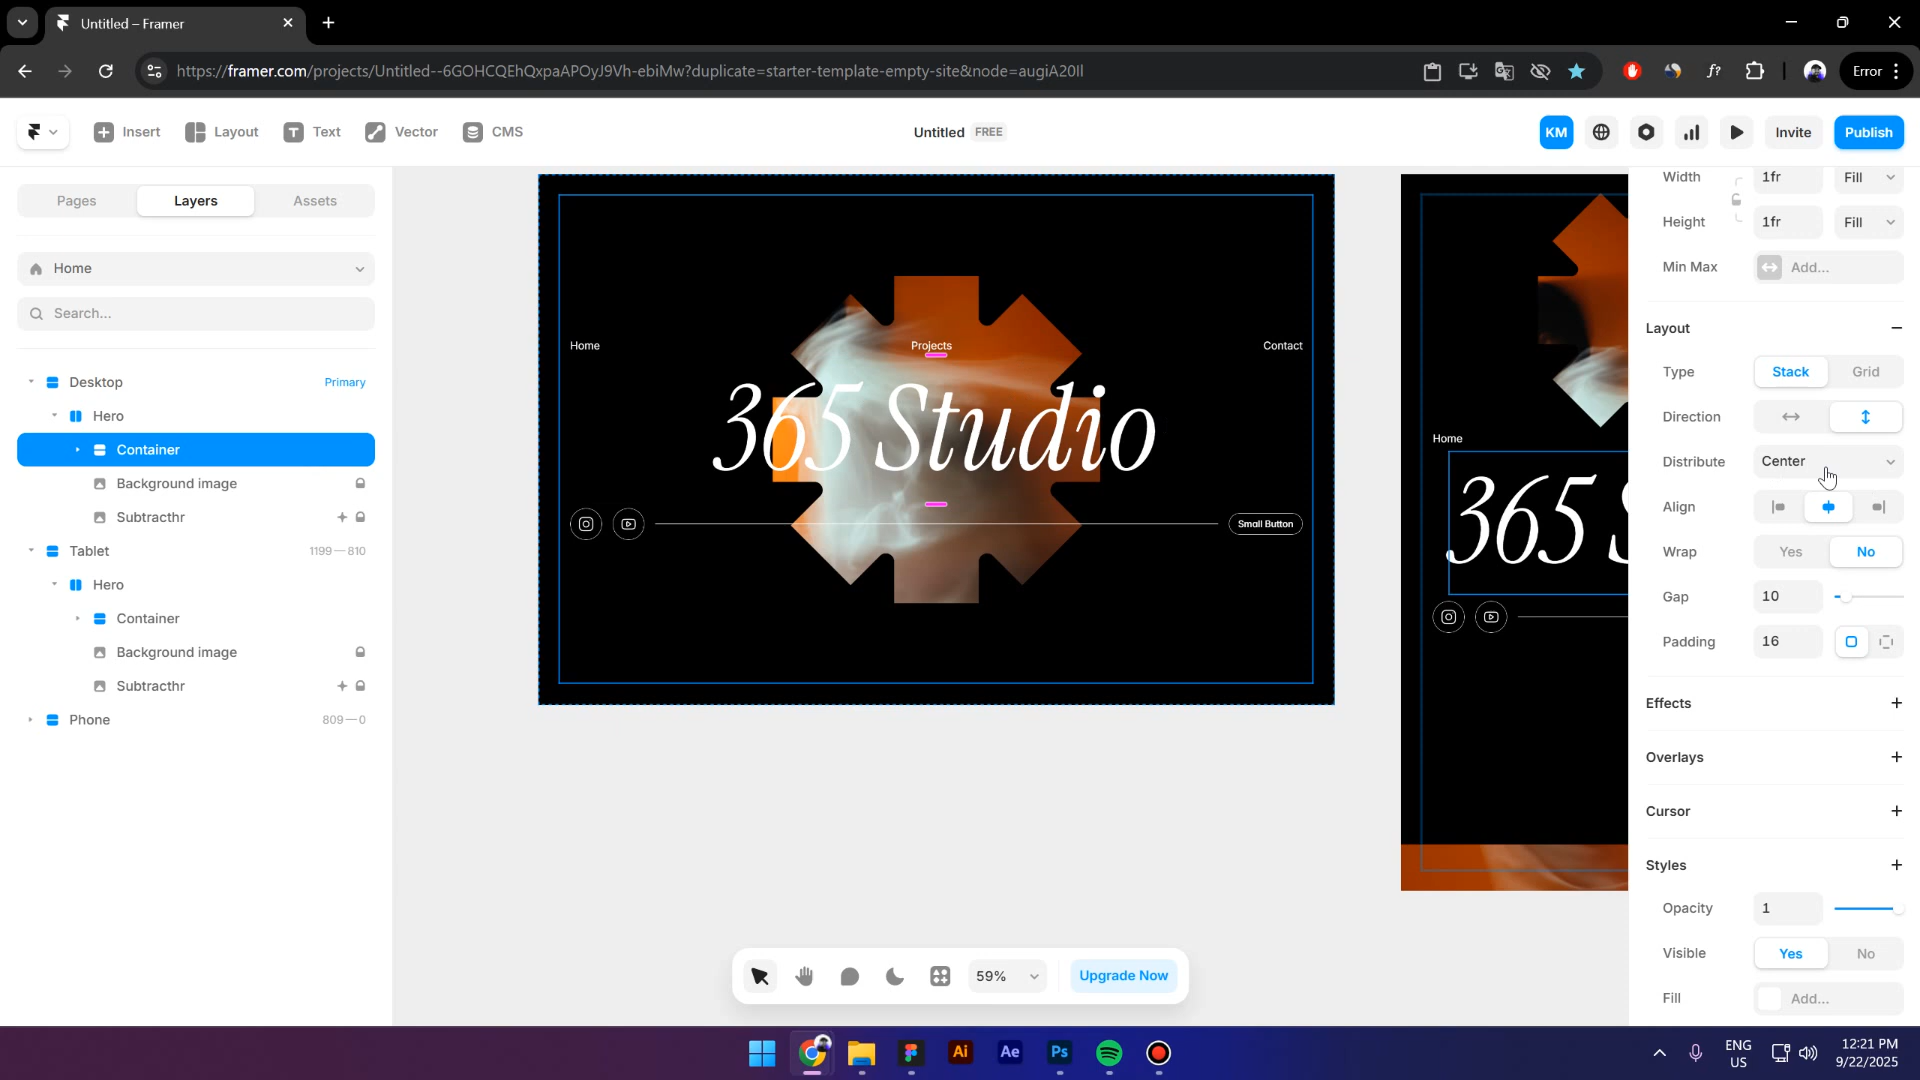 Untitled – Framer
https://framer.com/projects/Untitled--6GOHCQEhQxpaAPOyJ9Vh-ebiMw?duplicate=starter-template-empty-site&node=augiA20Il
f?
Error
Insert
Layout
Text
Vector
CMS
Untitled FREE
KM
Invite
Publish
Pages
Layers
Assets
Home
Search...
Desktop
Primary
Hero
Container
Background image
Subtracthr
Tablet
1199—810
Hero
Container
Background image
Subtracthr
Phone
809—0
Home
Projects
Contact
365 Studio
Small Button
Home
365 S
Width 1fr Fill
Height 1fr Fill
Min Max Add...
Layout
Type Stack Grid
Direction
Distribute Center
Align
Wrap Yes No
Gap 10
Padding 16
Effects
Overlays
Cursor
Styles
Opacity 1
Visible Yes No
Fill Add...
59%
Upgrade Now
Ai
Ae
Ps
ENG
US
12:21 PM
9/22/2025